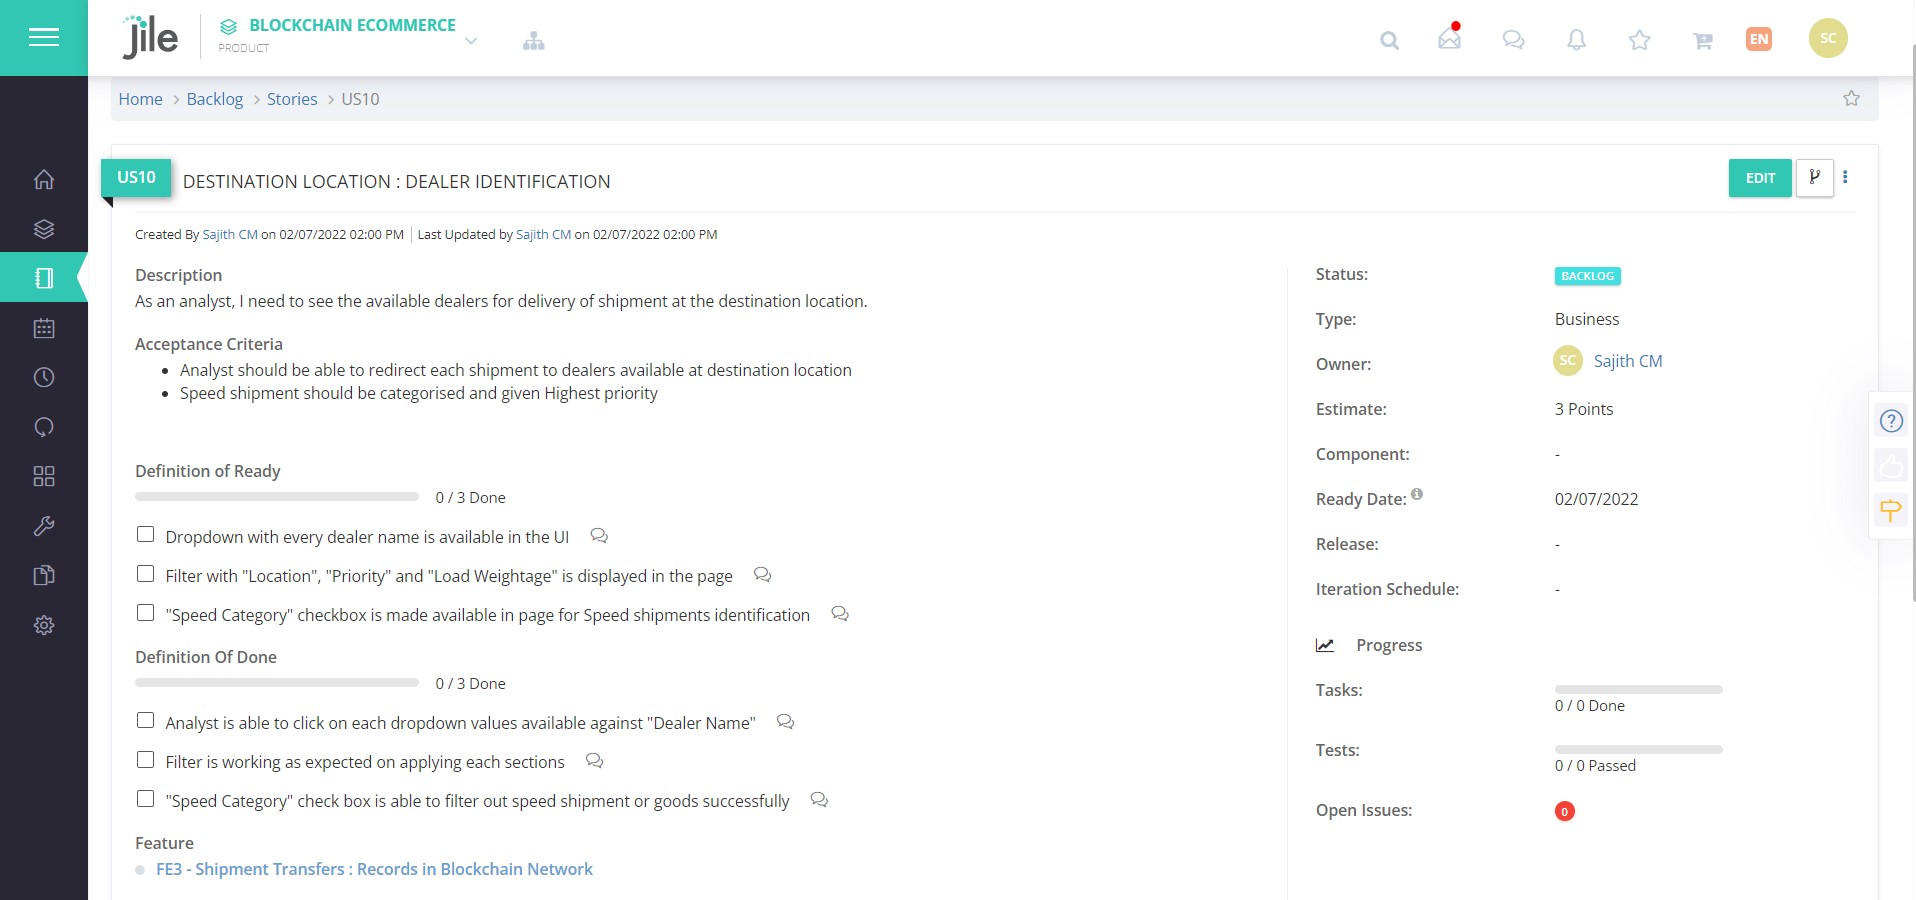 jile
BLOCKCHAIN ECOMMERCE
PRODUCT
EN
SC
Home > Backlog > Stories > US10
US10
DESTINATION LOCATION : DEALER IDENTIFICATION
EDIT
Created By Sajith CM on 02/07/2022 02:00 PM | Last Updated by Sajith CM on 02/07/2022 02:00 PM
Description
As an analyst, I need to see the available dealers for delivery of shipment at the destination location.
Acceptance Criteria
• Analyst should be able to redirect each shipment to dealers available at destination location
• Speed shipment should be categorised and given Highest priority
Definition of Ready
0 / 3 Done
Dropdown with every dealer name is available in the UI
Filter with "Location", "Priority" and "Load Weightage" is displayed in the page
"Speed Category" checkbox is made available in page for Speed shipments identification
Definition Of Done
0 / 3 Done
Analyst is able to click on each dropdown values available against "Dealer Name"
Filter is working as expected on applying each sections
"Speed Category" check box is able to filter out speed shipment or goods successfully
Feature
FE3 - Shipment Transfers : Records in Blockchain Network
Status: BACKLOG
Type: Business
Owner: SC Sajith CM
Estimate: 3 Points
Component: -
Ready Date: 02/07/2022
Release: -
Iteration Schedule: -
Progress
Tasks:
0 / 0 Done
Tests:
0 / 0 Passed
Open Issues: 0